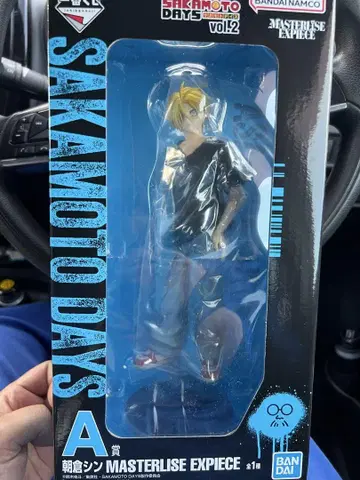 SAKAMOTO
DAYS
vol.2
BANDAI NAMCO
MASTERLISE
EXPIECE
SAKAMOTO DAYS
A賞
朝倉シン MASTERLISE EXPIECE 全1種
BAN
DAI